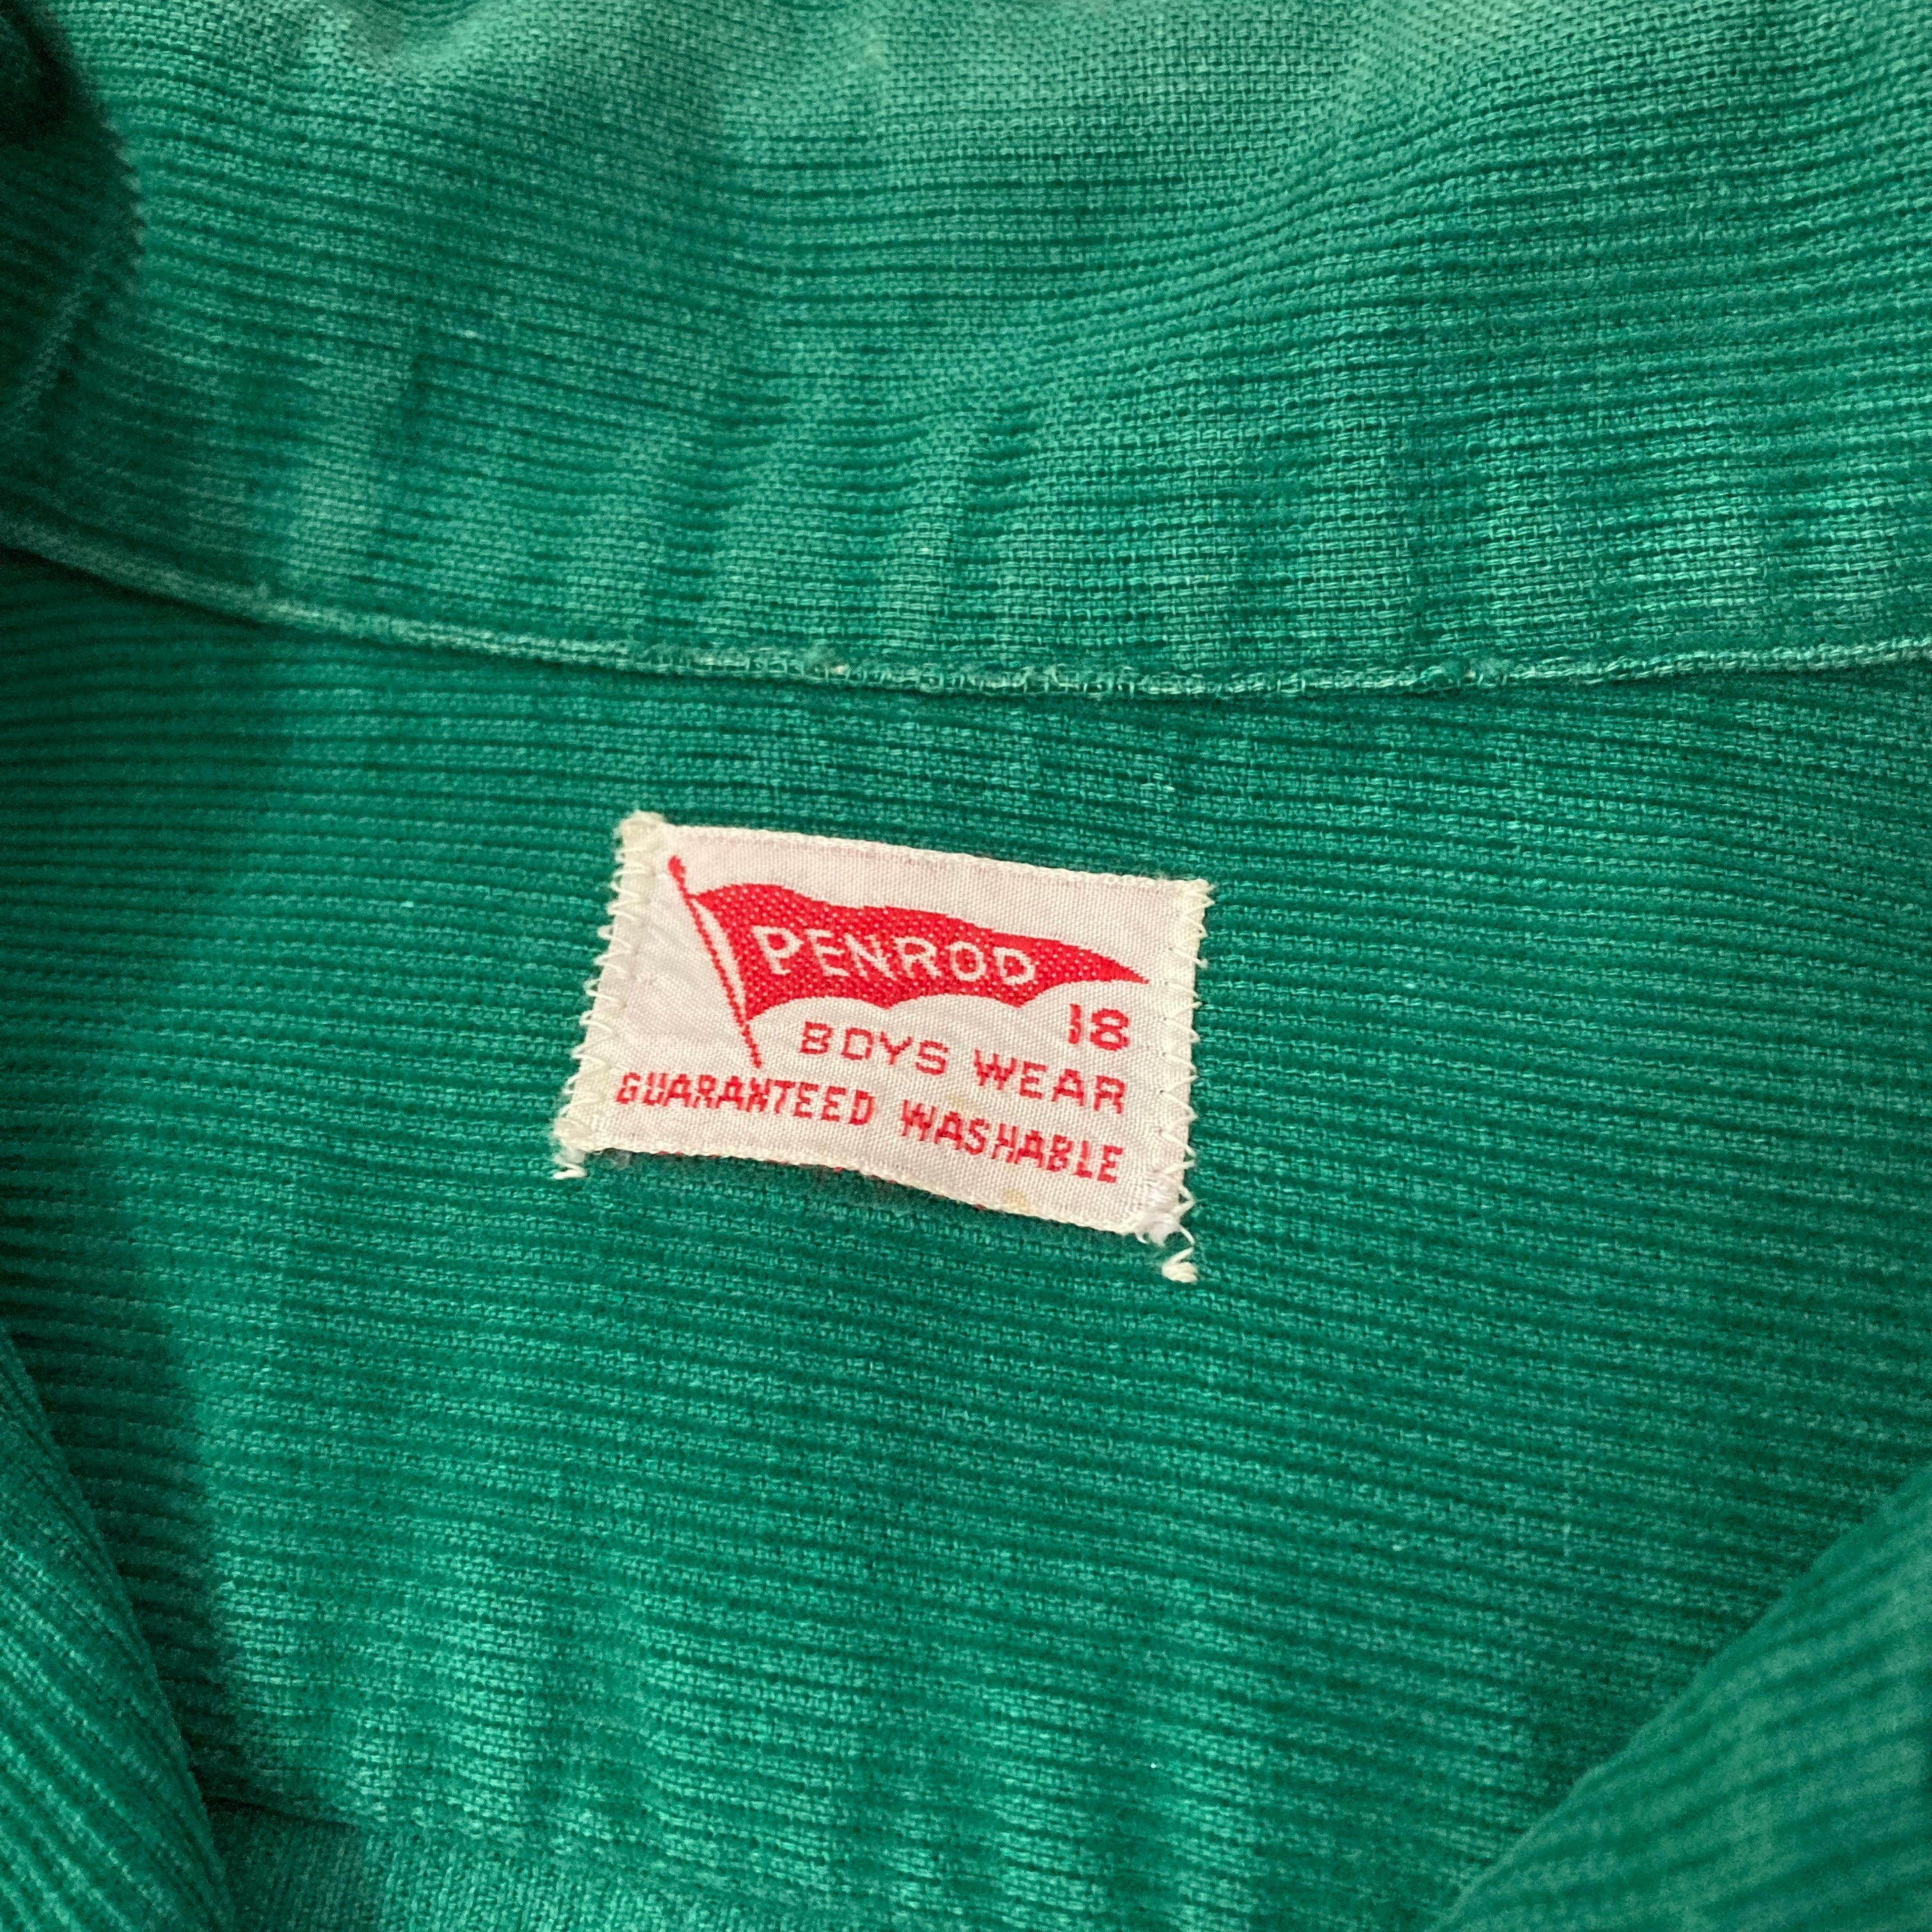 PENROD
18
BOYS WEAR
GUARANTEED WASHABLE